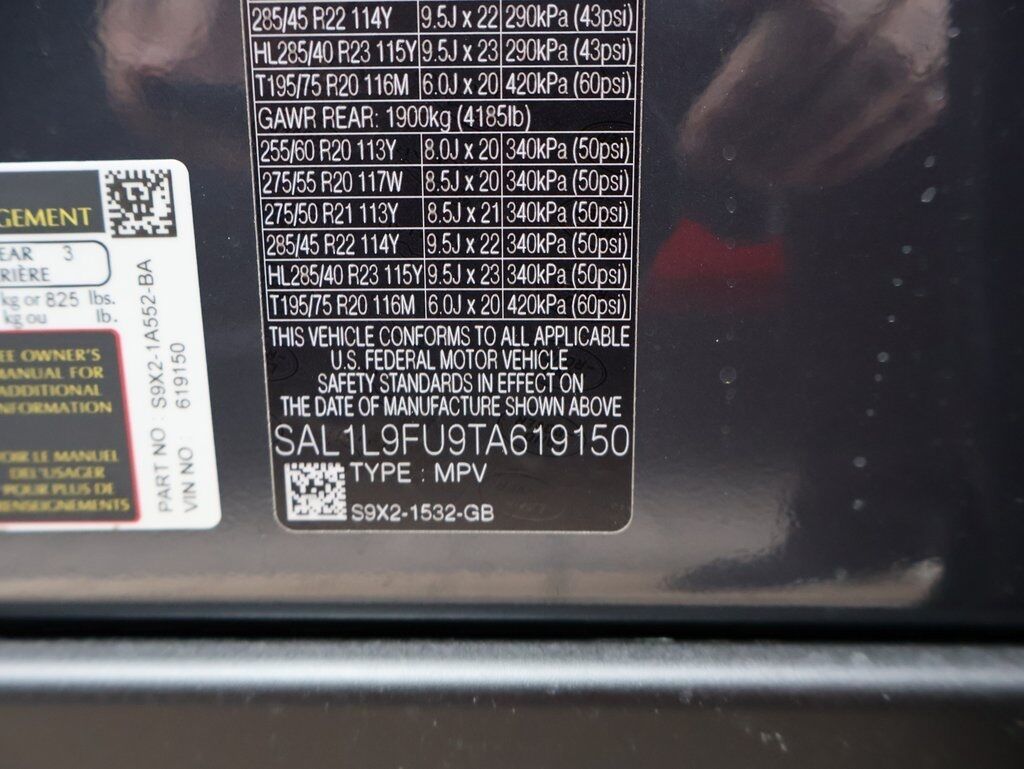 285/45 R22 114Y 9.5J x 22 290kPa (43psi)
HL285/40 R23 115Y 9.5J x 23 290kPa (43psi)
T195/75 R20 116M 6.0J x 20 420kPa (60psi)
GAWR REAR: 1900kg (4185lb)
255/60 R20 113Y 8.0J x 20 340kPa (50psi)
275/55 R20 117W 8.5J x 20 340kPa (50psi)
275/50 R21 113Y 8.5J x 21 340kPa (50psi)
285/45 R22 114Y 9.5J x 22 340kPa (50psi)
HL285/40 R23 115Y 9.5J x 23 340kPa (50psi)
T195/75 R20 116M 6.0J x 20 420kPa (60psi)
THIS VEHICLE CONFORMS TO ALL APPLICABLE
U.S. FEDERAL MOTOR VEHICLE
SAFETY STANDARDS IN EFFECT ON
THE DATE OF MANUFACTURE SHOWN ABOVE
SAL1L9FU9TA619150
TYPE : MPV
S9X2-1532-GB
GEMENT
EAR 3
RIÈRE
kg or 825 lbs.
kg ou lb.
EE OWNER'S
MANUAL FOR
ADDITIONAL
NFORMATION
OIR LE MANUEL
DEL'USAGER
POUR PLUS DE
RENSEIGNEMENTS
PART NO : S9X2-1A552-BA
VIN NO : 619150